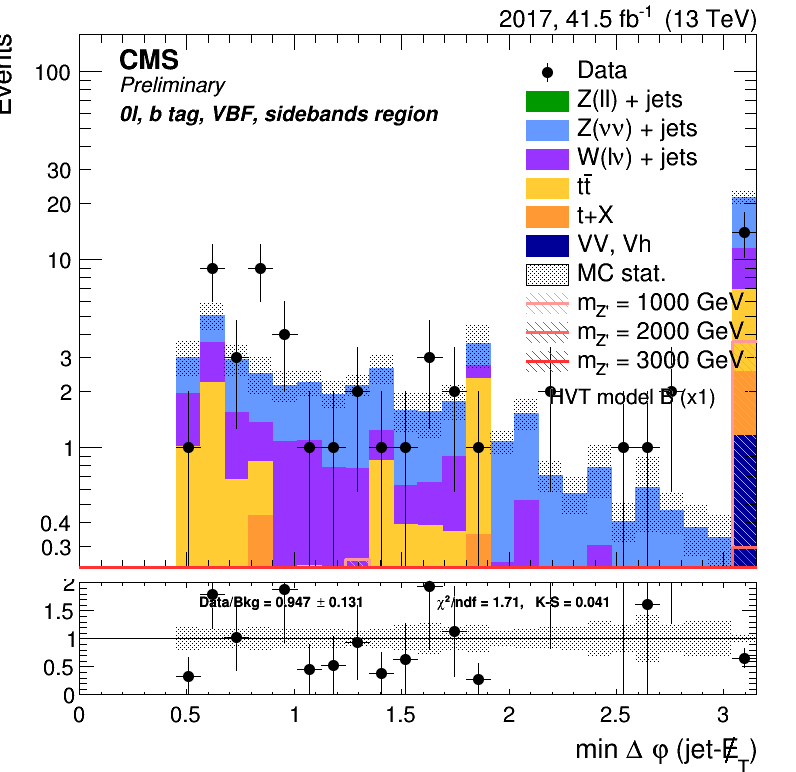 2017, 41.5 fb⁻¹ (13 TeV)
Events
CMS
Preliminary
0l, b tag, VBF, sidebands region
Data
Z(ll) + jets
Z(νν) + jets
W(lν) + jets
tt̄
t+X
VV, Vh
MC stat.
m_Z' = 1000 GeV
m_Z' = 2000 GeV
m_Z' = 3000 GeV
HVT model B (x1)
100
30
20
10
3
2
1
0.4
0.3
Data/Bkg = 0.947 ± 0.131
χ²/ndf = 1.71, K-S = 0.041
2
1.5
1
0.5
0
0 0.5 1 1.5 2 2.5 3
min Δ φ (jet-E̸_T)